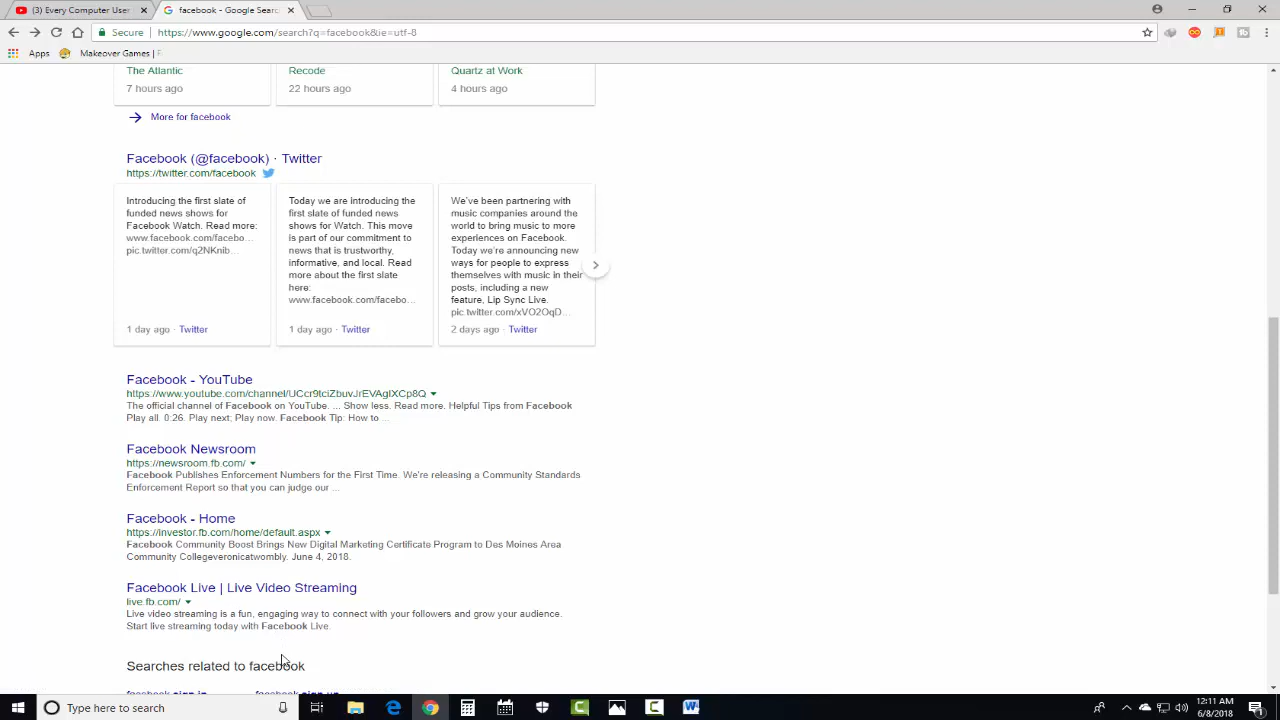 (3) Every Computer User
facebook - Google Sear
Secure
https://www.google.com/search?q=facebook&ie=utf-8
Apps
Makeover Games |
The Atlantic
Recode
Quartz at Work
7 hours ago
22 hours ago
4 hours ago
More for facebook
Facebook (@facebook) · Twitter
https://twitter.com/facebook
Introducing the first slate of
funded news shows for
Facebook Watch. Read more:
www.facebook.com/facebo...
pic.twitter.com/q2NKnib...
1 day ago · Twitter
Today we are introducing the
first slate of funded news
shows for Watch. This move
is part of our commitment to
news that is trustworthy,
informative, and local. Read
more about the first slate
here:
www.facebook.com/facebo...
1 day ago · Twitter
We've been partnering with
music companies around the
world to bring music to more
experiences on Facebook.
Today we're announcing new
ways for people to express
themselves with music in their
posts, including a new
feature, Lip Sync Live.
pic.twitter.com/xVO2OqD...
2 days ago · Twitter
Facebook - YouTube
https://www.youtube.com/channel/UCcr9tciZbuvJrEVAgIXCp8Q
The official channel of Facebook on YouTube. ... Show less. Read more. Helpful Tips from Facebook
Play all. 0:26. Play next; Play now. Facebook Tip: How to ...
Facebook Newsroom
https://newsroom.fb.com/
Facebook Publishes Enforcement Numbers for the First Time. We're releasing a Community Standards
Enforcement Report so that you can judge our ...
Facebook - Home
https://investor.fb.com/home/default.aspx
Facebook Community Boost Brings New Digital Marketing Certificate Program to Des Moines Area
Community Collegeveronicatwombly. June 4, 2018.
Facebook Live | Live Video Streaming
live.fb.com/
Live video streaming is a fun, engaging way to connect with your followers and grow your audience.
Start live streaming today with Facebook Live.
Searches related to facebook
facebook sign in
facebook sign up
Type here to search
12:11 AM
6/8/2018